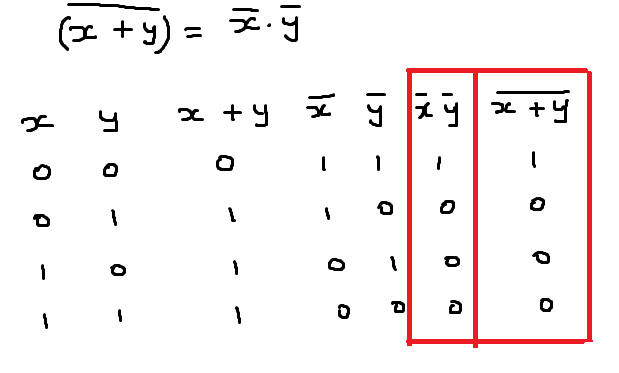 (x̅ ̅+̅ ̅y̅) = x̅ . y̅
x y x + y x̅ y̅ x̅ y̅ x̅ ̅+̅ ̅y̅
0 0 0 1 1 1 1
0 1 1 1 0 0 0
1 0 1 0 1 0 0
1 1 1 0 0 0 0